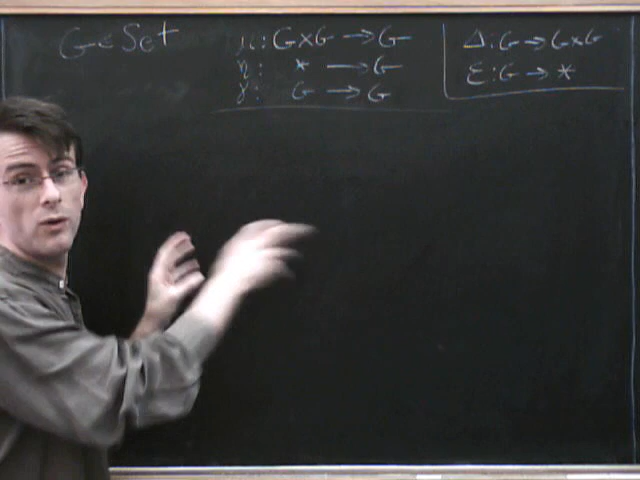 G ∈ Set
μ: G×G → G
η: * → G
γ: G → G
Δ: G → G×G
ε: G → *